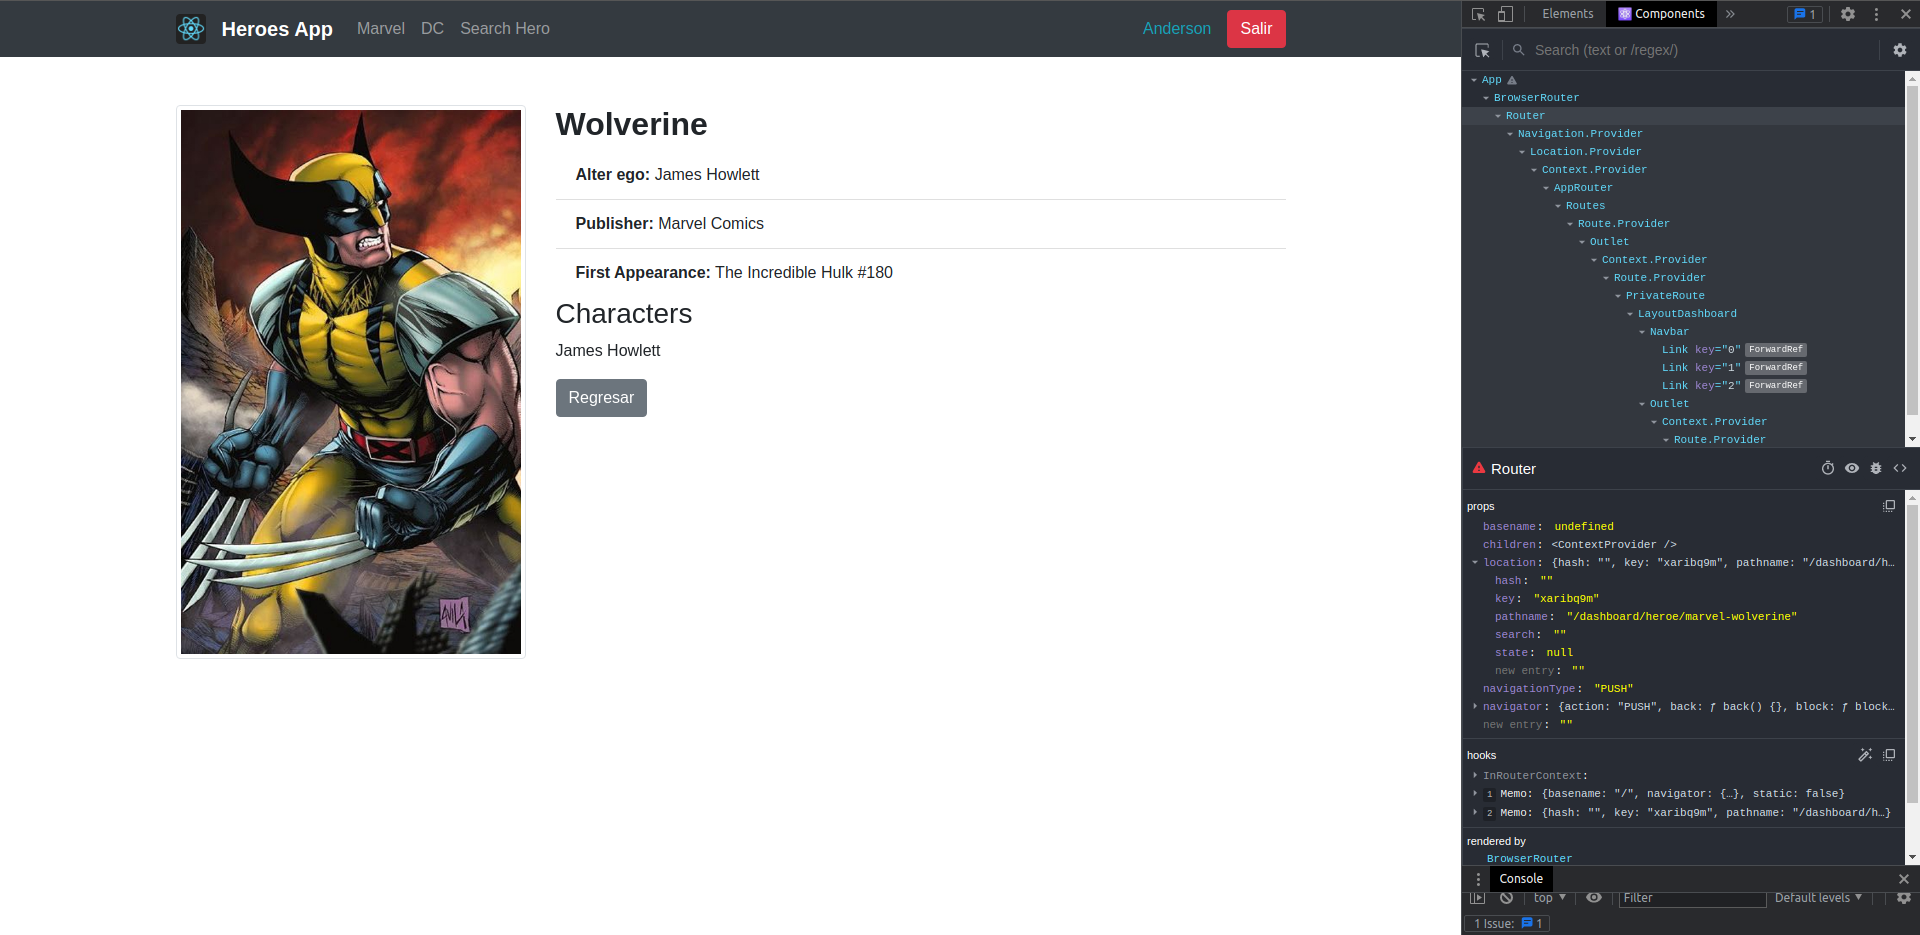 Heroes App Marvel DC Search Hero Anderson Salir
Wolverine
Alter ego: James Howlett
Publisher: Marvel Comics
First Appearance: The Incredible Hulk #180
Characters
James Howlett
Regresar
Elements Components » 1
Search (text or /regex/)
App
BrowserRouter
Router
Navigation.Provider
Location.Provider
Context.Provider
AppRouter
Routes
Route.Provider
Outlet
Context.Provider
Route.Provider
PrivateRoute
LayoutDashboard
Navbar
Link key="0" ForwardRef
Link key="1" ForwardRef
Link key="2" ForwardRef
Outlet
Context.Provider
Route.Provider
Router
props
basename: undefined
children: <ContextProvider />
location: {hash: "", key: "xaribq9m", pathname: "/dashboard/h…
hash: ""
key: "xaribq9m"
pathname: "/dashboard/heroe/marvel-wolverine"
search: ""
state: null
new entry: ""
navigationType: "PUSH"
navigator: {action: "PUSH", back: ƒ back() {}, block: ƒ block…
new entry: ""
hooks
InRouterContext:
1 Memo: {basename: "/", navigator: {…}, static: false}
2 Memo: {hash: "", key: "xaribq9m", pathname: "/dashboard/h…}
rendered by
BrowserRouter
Console
top Filter Default levels
1 Issue: 1